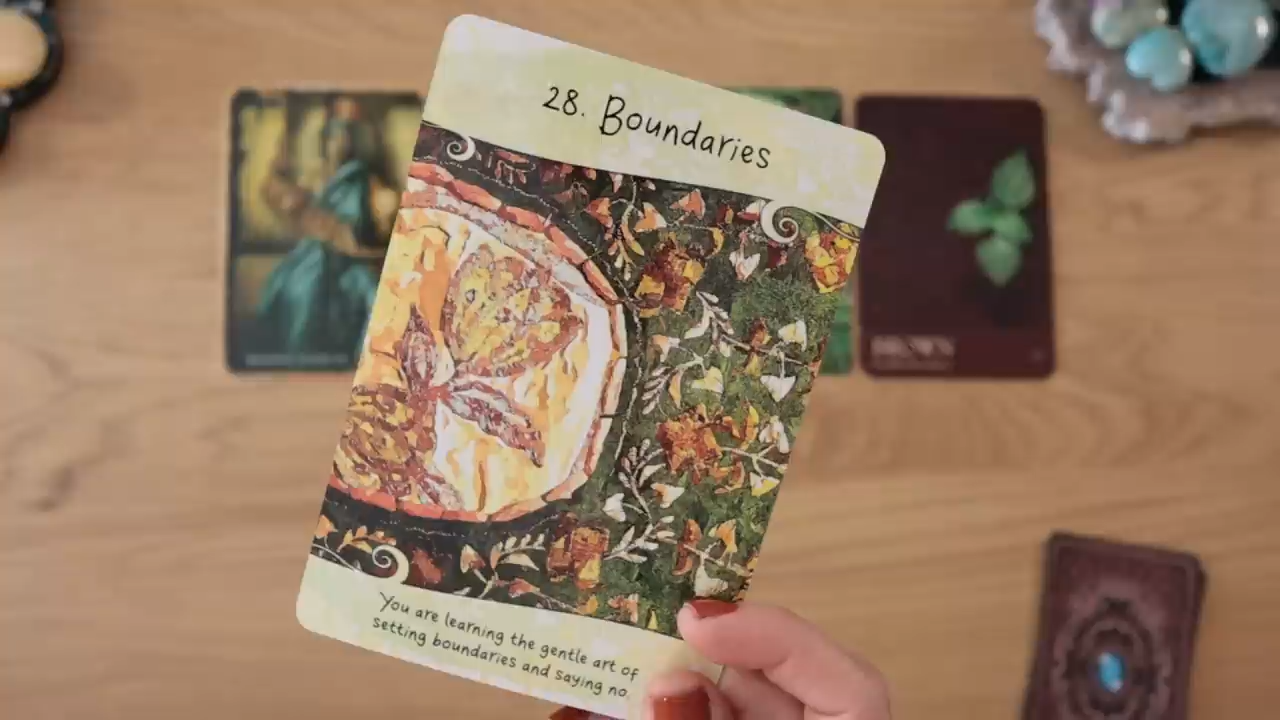 28. Boundaries
You are learning the gentle art of
setting boundaries and saying no.